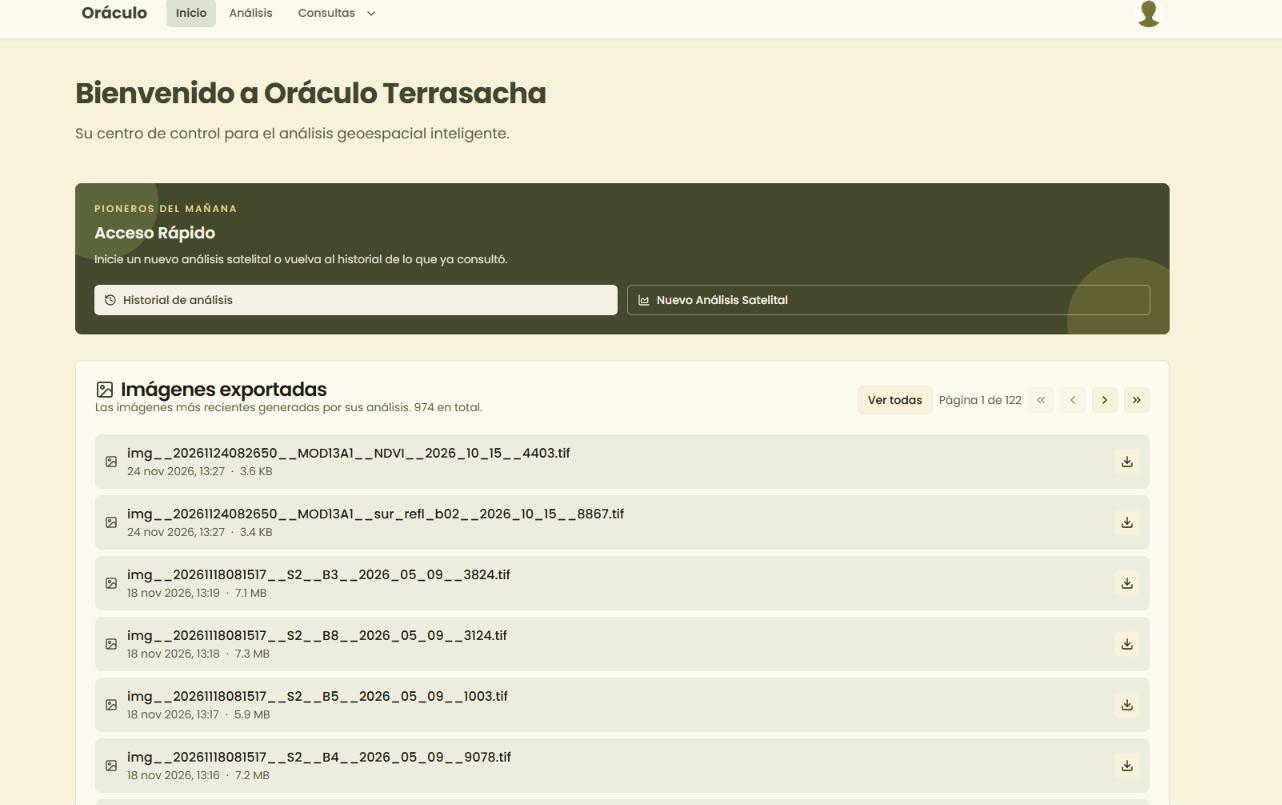 Oráculo Inicio Análisis Consultas
Bienvenido a Oráculo Terrasacha
Su centro de control para el análisis geoespacial inteligente.
PIONEROS DEL MAÑANA
Acceso Rápido
Inicie un nuevo análisis satelital o vuelva al historial de lo que ya consultó.
Historial de análisis
Nuevo Análisis Satelital
Imágenes exportadas
Las imágenes más recientes generadas por sus análisis. 974 en total.
Ver todas Página 1 de 122 « ‹ › »
img__20261124082650__MOD13A1__NDVI__2026_10_15__4403.tif
24 nov 2026, 13:27 · 3.6 KB
img__20261124082650__MOD13A1__sur_refl_b02__2026_10_15__8867.tif
24 nov 2026, 13:27 · 3.4 KB
img__20261118081517__S2__B3__2026_05_09__3824.tif
18 nov 2026, 13:19 · 7.1 MB
img__20261118081517__S2__B8__2026_05_09__3124.tif
18 nov 2026, 13:18 · 7.3 MB
img__20261118081517__S2__B5__2026_05_09__1003.tif
18 nov 2026, 13:17 · 5.9 MB
img__20261118081517__S2__B4__2026_05_09__9078.tif
18 nov 2026, 13:16 · 7.2 MB